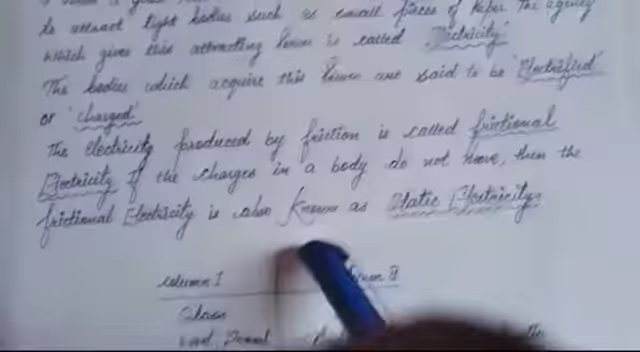 to attract light bodies such as small pieces of Paper. The agency
which gives this attracting Power is called "Electricity"
The bodies which acquire this Power are said to be "Electrified"
or "charged"
The Electricity produced by friction is called frictional
Electricity If the charges in a body do not move, then the
frictional Electricity is also known as Static Electricity.
column I
Glass